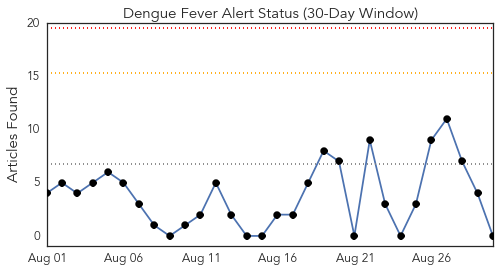 Dengue Fever Alert Status (30-Day Window)
20
15
10
5
0
Articles Found
Aug 01 Aug 06 Aug 11 Aug 16 Aug 21 Aug 26